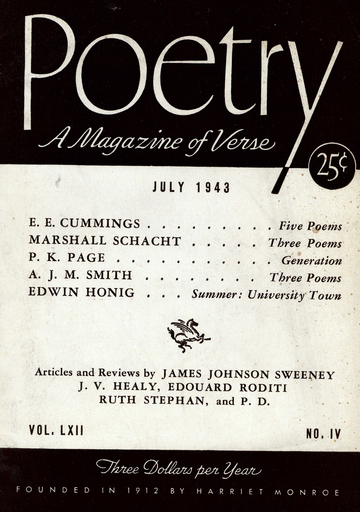 Poetry
A Magazine of Verse
25¢
JULY 1943
E. E. CUMMINGS . . . . . . . . . Five Poems
MARSHALL SCHACHT . . . . . . Three Poems
P. K. PAGE . . . . . . . . . . . Generation
A. J. M. SMITH . . . . . . . . Three Poems
EDWIN HONIG . . . Summer: University Town
Articles and Reviews by JAMES JOHNSON SWEENEY
J. V. HEALY, EDOUARD RODITI
RUTH STEPHAN, and P. D.
VOL. LXII NO. IV
Three Dollars per Year
FOUNDED IN 1912 BY HARRIET MONROE